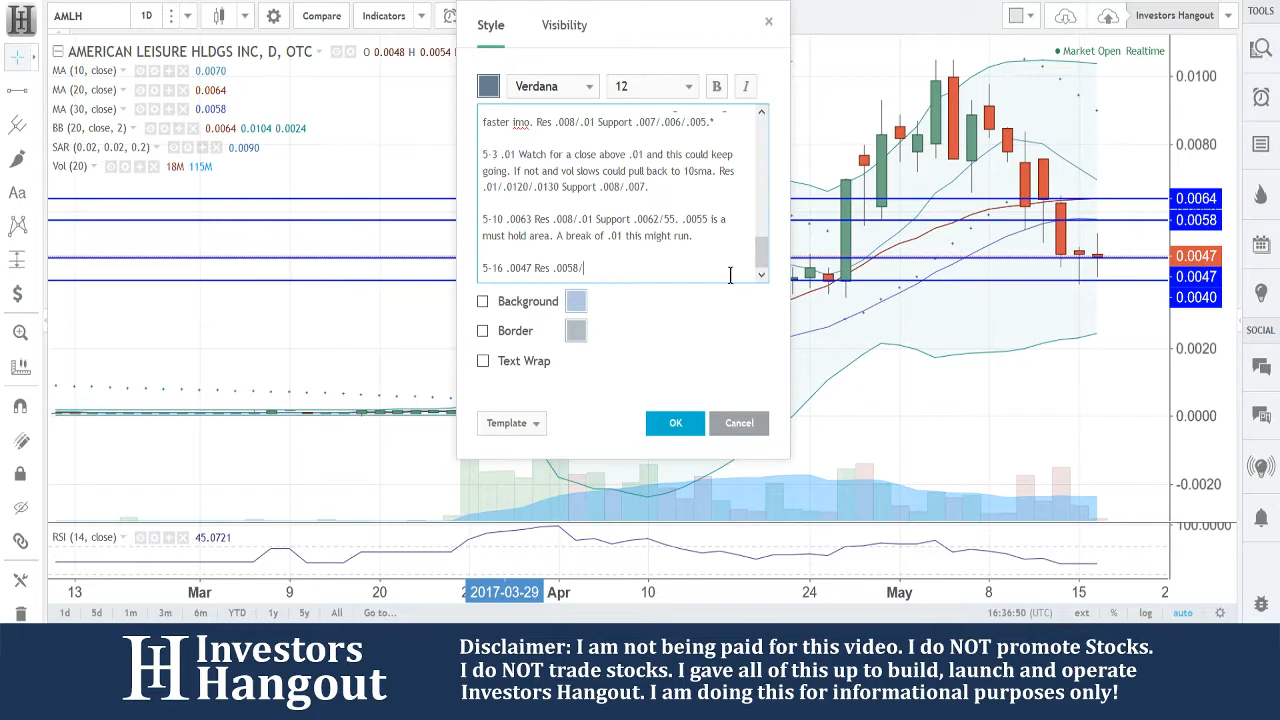 AMLH 1D Compare Indicators Investors Hangout TOOLS
Style Visibility
AMERICAN LEISURE HLDGS INC, D, OTC O 0.0048 H 0.0054 Market Open Realtime
MA (10, close) 0.0070
MA (20, close) 0.0064
MA (30, close) 0.0058
BB (20, close, 2) 0.0064 0.0104 0.0024
SAR (0.02, 0.02, 0.2) 0.0090
Vol (20) 18M 115M
Verdana 12 B I
faster imo. Res .008/.01 Support .007/.006/.005.*
5-3 .01 Watch for a close above .01 and this could keep
going. If not and vol slows could pull back to 10sma. Res
.01/.0120/.0130 Support .008/.007.
5-10 .0063 Res .008/.01 Support .0062/55. .0055 is a
must hold area. A break of .01 this might run.
5-16 .0047 Res .0058/
Background
Border
Text Wrap
Template OK Cancel
0.0100
0.0080
0.0064
0.0058
0.0047
0.0047
0.0040
0.0020
0.0000
-0.0020
100.0000
SOCIAL
Aa
$
RSI (14, close) 45.0721
13 Mar 9 20 2017-03-29 Apr 10 24 May 8 15 2
1d 5d 1m 3m 6m YTD 1y 5y All Go to... 16:36:50 (UTC) ext % log auto
H
Investors
Hangout
Disclaimer: I am not being paid for this video. I do NOT promote Stocks.
I do NOT trade stocks. I gave all of this up to build, launch and operate
Investors Hangout. I am doing this for informational purposes only!